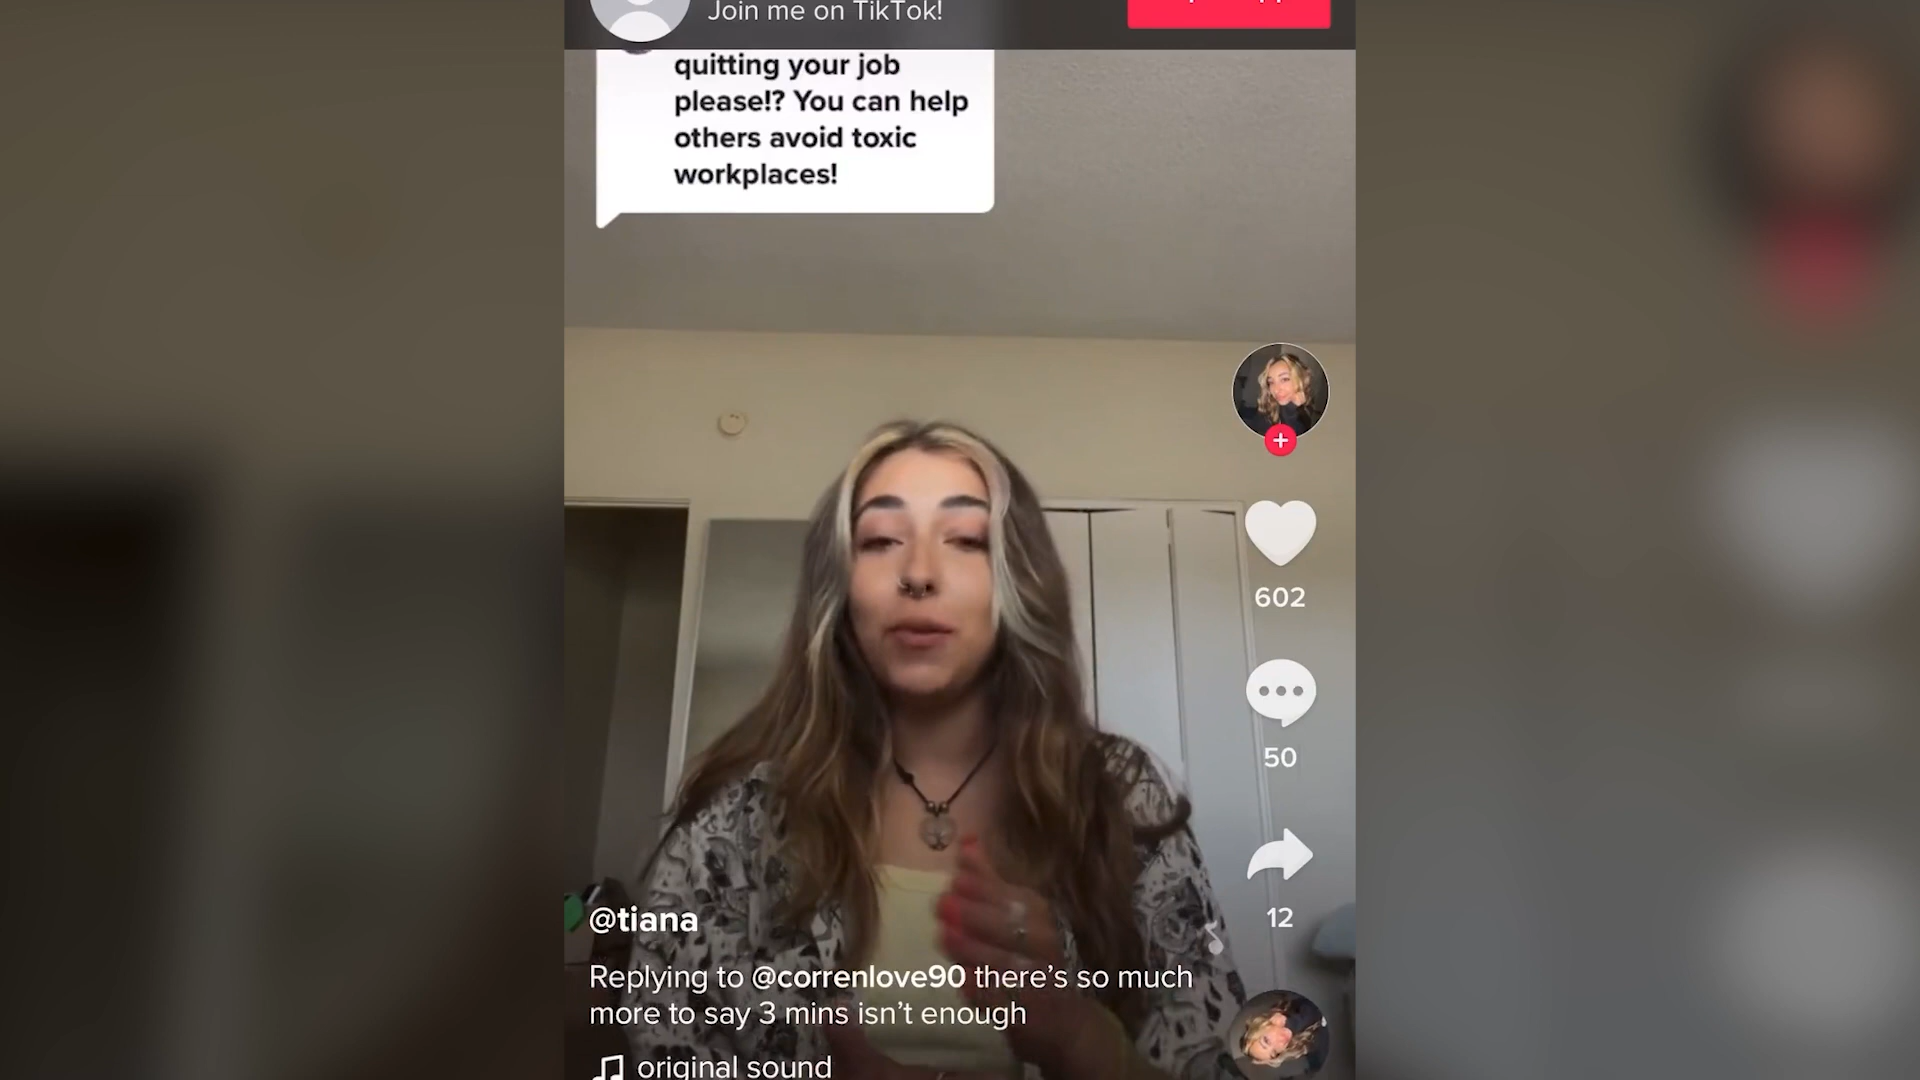 Join me on TikTok!
quitting your job
please!? You can help
others avoid toxic
workplaces!
602
50
12
@tiana
Replying to @correnlove90 there's so much
more to say 3 mins isn't enough
original sound